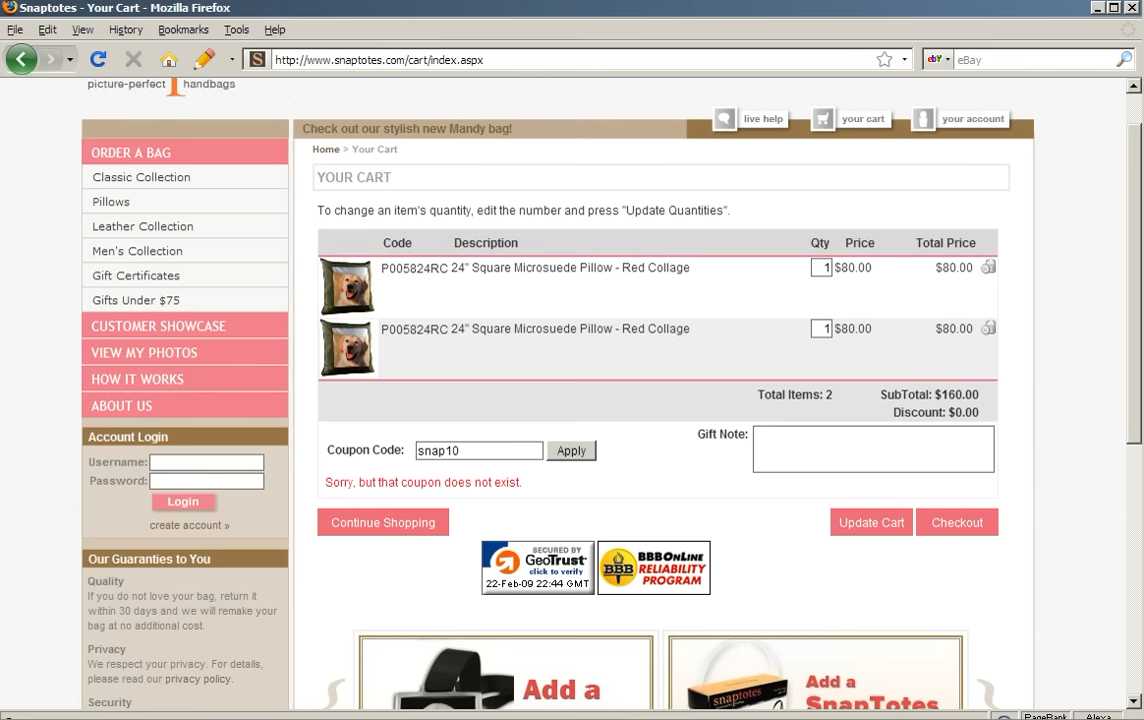 Snaptotes - Your Cart - Mozilla Firefox
File Edit View History Bookmarks Tools Help
S http://www.snaptotes.com/cart/index.aspx eBay
picture-perfect handbags
Check out our stylish new Mandy bag! live help your cart your account
Home > Your Cart
YOUR CART
To change an item's quantity, edit the number and press "Update Quantities".
Code Description Qty Price Total Price
P005824RC 24" Square Microsuede Pillow - Red Collage 1 $80.00 $80.00
P005824RC 24" Square Microsuede Pillow - Red Collage 1 $80.00 $80.00
Total Items: 2 SubTotal: $160.00
Discount: $0.00
Coupon Code: snap10 Apply Gift Note:
Sorry, but that coupon does not exist.
Continue Shopping Update Cart Checkout
SECURED BY
GeoTrust
click to verify
22-Feb-09 22:44 GMT
BBB
BBBONLINE
RELIABILITY
PROGRAM
Add a
snaptotes
Add a
SnapTotes
ORDER A BAG
Classic Collection
Pillows
Leather Collection
Men's Collection
Gift Certificates
Gifts Under $75
CUSTOMER SHOWCASE
VIEW MY PHOTOS
HOW IT WORKS
ABOUT US
Account Login
Username:
Password:
Login
create account »
Our Guaranties to You
Quality
If you do not love your bag, return it
within 30 days and we will remake your
bag at no additional cost.
Privacy
We respect your privacy. For details,
please read our privacy policy.
Security
PageRank Alexa